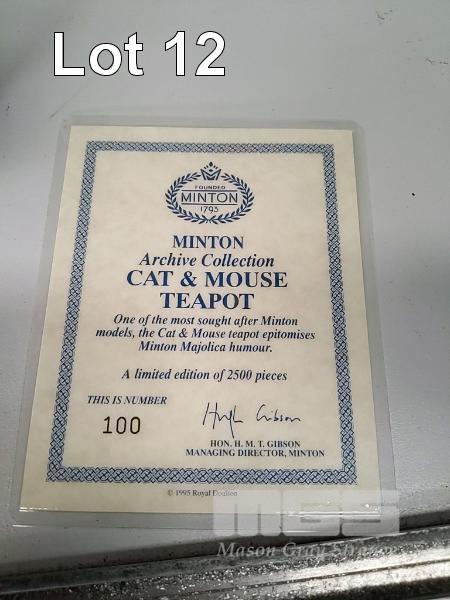 Lot 12
FOUNDED
MINTON
1793
MINTON
Archive Collection
CAT & MOUSE
TEAPOT
One of the most sought after Minton
models, the Cat & Mouse teapot epitomises
Minton Majolica humour.
A limited edition of 2500 pieces
THIS IS NUMBER
100
Hugh Gibson
HON. H. M. T. GIBSON
MANAGING DIRECTOR, MINTON
© 1995 Royal Doulton
Mason Gray Strange